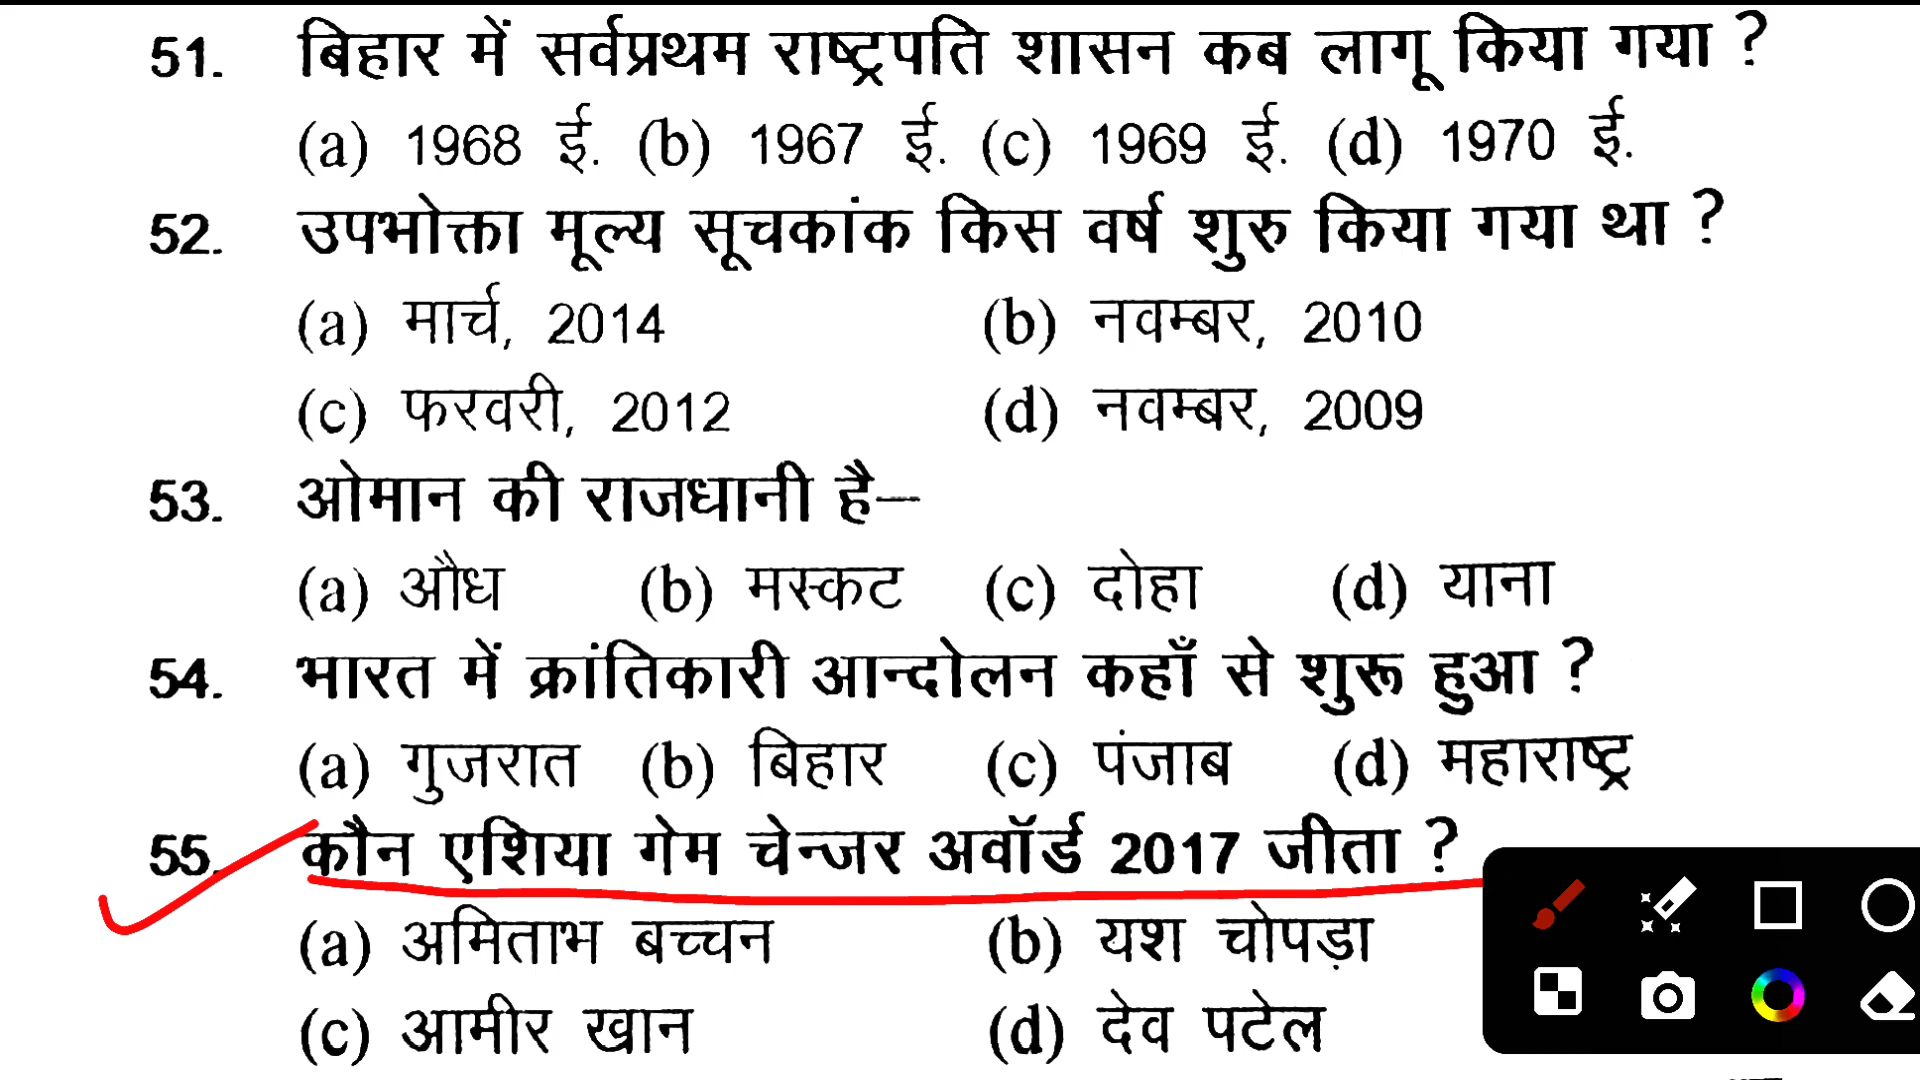 51. बिहार में सर्वप्रथम राष्ट्रपति शासन कब लागू किया गया ?
(a) 1968 ई. (b) 1967 ई. (c) 1969 ई. (d) 1970 ई.
52. उपभोक्ता मूल्य सूचकांक किस वर्ष शुरु किया गया था ?
(a) मार्च, 2014 (b) नवम्बर, 2010
(c) फरवरी, 2012 (d) नवम्बर, 2009
53. ओमान की राजधानी है—
(a) औध (b) मस्कट (c) दोहा (d) याना
54. भारत में क्रांतिकारी आन्दोलन कहाँ से शुरू हुआ ?
(a) गुजरात (b) बिहार (c) पंजाब (d) महाराष्ट्र
55. कौन एशिया गेम चेन्जर अवॉर्ड 2017 जीता ?
(a) अमिताभ बच्चन (b) यश चोपड़ा
(c) आमीर खान (d) देव पटेल